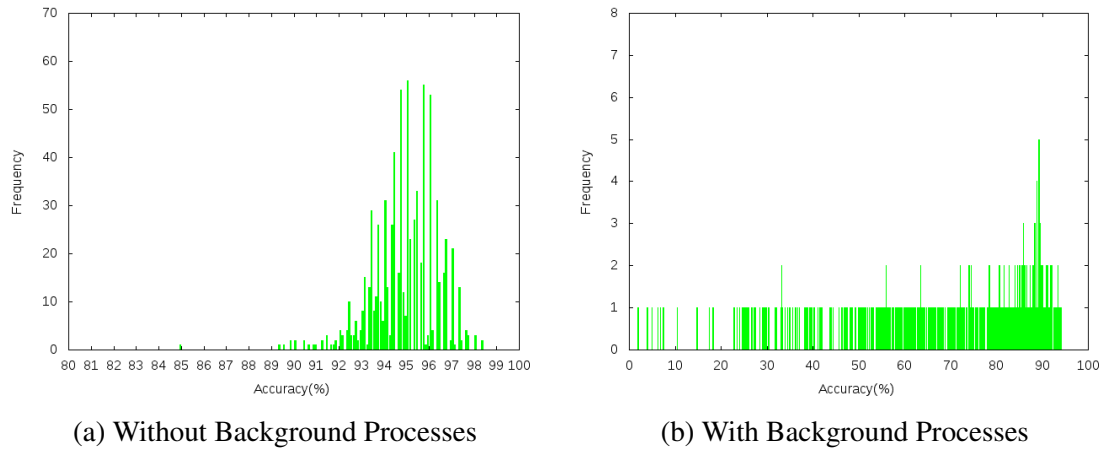 70
60
50
40
30
20
10
0
Frequency
80 81 82 83 84 85 86 87 88 89 90 91 92 93 94 95 96 97 98 99 100
Accuracy(%)
(a) Without Background Processes
8
7
6
5
4
3
2
1
0
Frequency
0 10 20 30 40 50 60 70 80 90 100
Accuracy(%)
(b) With Background Processes